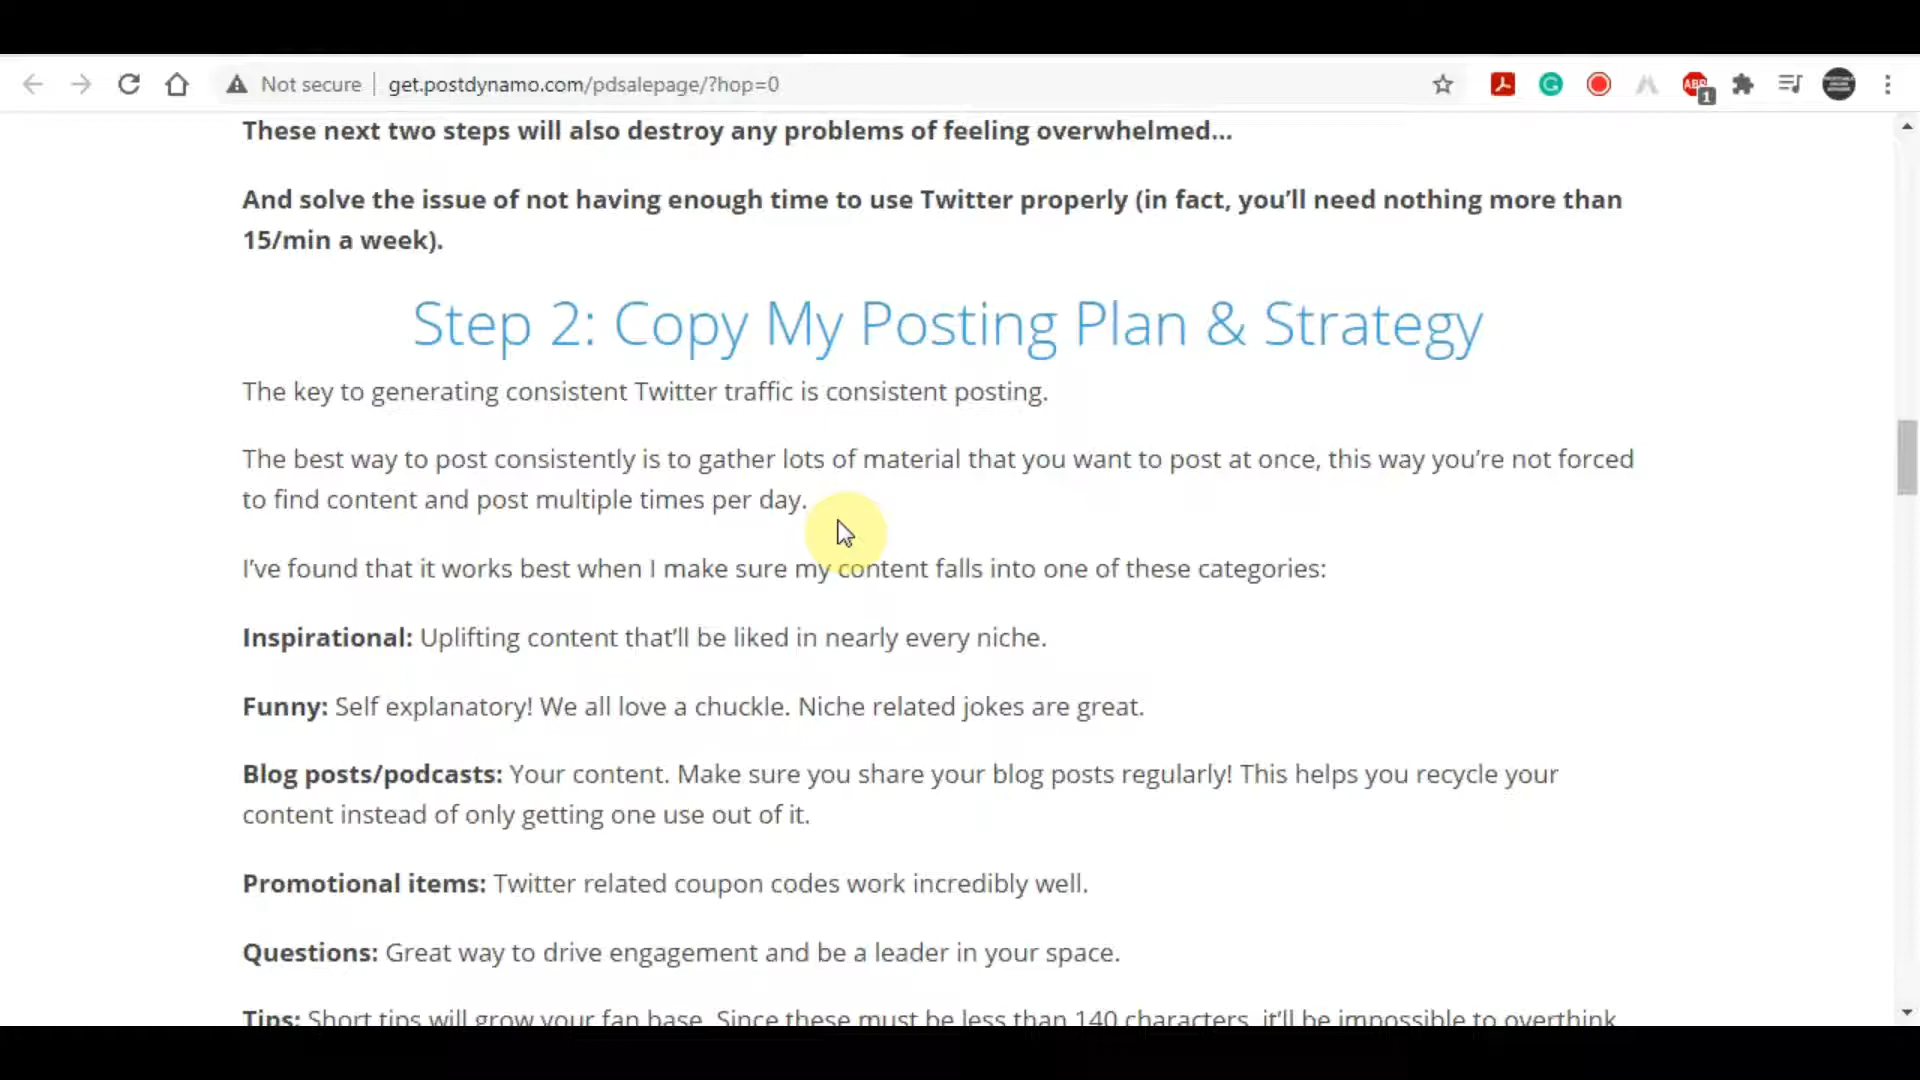 Not secure
get.postdynamo.com/pdsalepage/?hop=0
ABP
1
These next two steps will also destroy any problems of feeling overwhelmed...
And solve the issue of not having enough time to use Twitter properly (in fact, you’ll need nothing more than
15/min a week).
Step 2: Copy My Posting Plan & Strategy
The key to generating consistent Twitter traffic is consistent posting.
The best way to post consistently is to gather lots of material that you want to post at once, this way you’re not forced
to find content and post multiple times per day.
I’ve found that it works best when I make sure my content falls into one of these categories:
Inspirational: Uplifting content that’ll be liked in nearly every niche.
Funny: Self explanatory! We all love a chuckle. Niche related jokes are great.
Blog posts/podcasts: Your content. Make sure you share your blog posts regularly! This helps you recycle your
content instead of only getting one use out of it.
Promotional items: Twitter related coupon codes work incredibly well.
Questions: Great way to drive engagement and be a leader in your space.
Tips: Short tips will grow your fan base. Since these must be less than 140 characters, it’ll be impossible to overthink